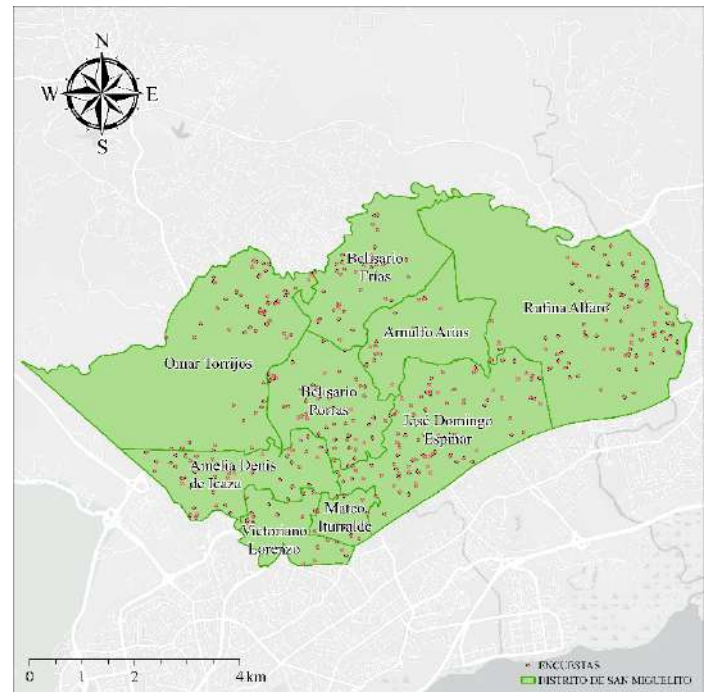 N
W E
S
Belisario
Frías
Rufina Alfaro
Arnulfo Arias
Omar Torrijos
Belisario
Porras
José Domingo
Espinar
Amelia Denis
de Icaza
Mateo
Iturralde
Victoriano
Lorenzo
0 1 2 4 km
ENCUESTAS
DISTRITO DE SAN MIGUELITO